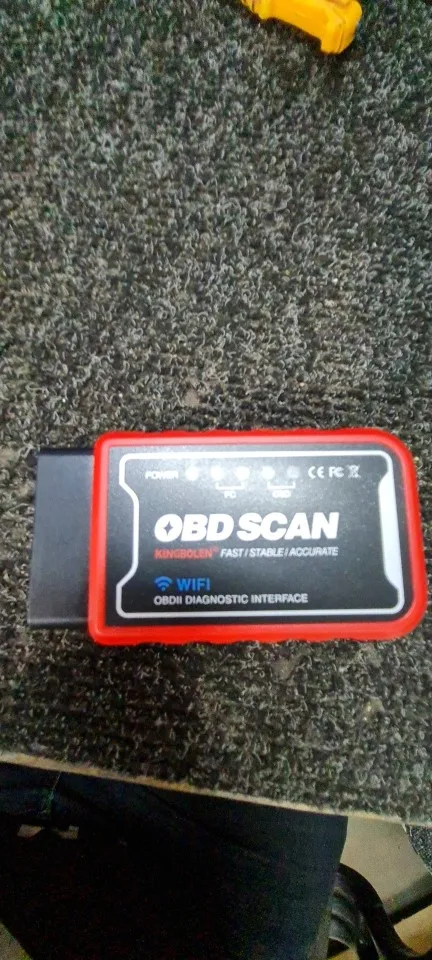 POWER CE FC
PC OBD
OBD SCAN
KINGBOLEN® FAST / STABLE / ACCURATE
WIFI
OBDII DIAGNOSTIC INTERFACE